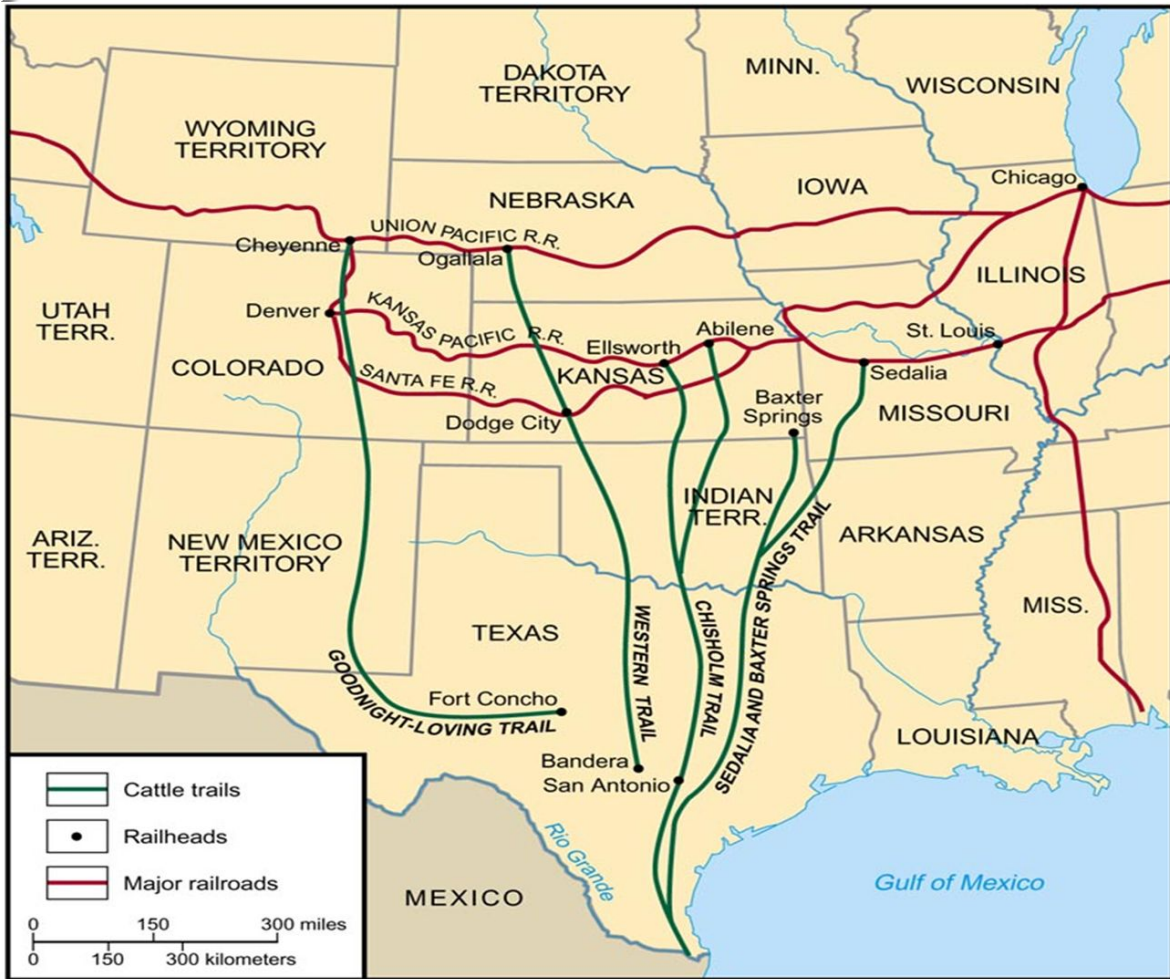 DAKOTA
TERRITORY
MINN.
WISCONSIN
WYOMING
TERRITORY
NEBRASKA
IOWA
Chicago
Cheyenne
UNION PACIFIC R.R.
Ogallala
ILLINOIS
UTAH
TERR.
Denver
KANSAS PACIFIC R.R.
Abilene
St. Louis
Ellsworth
COLORADO
SANTA FE R.R.
KANSAS
Sedalia
Dodge City
Baxter
Springs
MISSOURI
INDIAN
TERR.
ARIZ.
TERR.
NEW MEXICO
TERRITORY
ARKANSAS
MISS.
TEXAS
GOODNIGHT-LOVING TRAIL
WESTERN TRAIL
CHISHOLM TRAIL
SEDALIA AND BAXTER SPRINGS TRAIL
Fort Concho
LOUISIANA
Bandera
San Antonio
Rio Grande
MEXICO
Gulf of Mexico
Cattle trails
Railheads
Major railroads
0 150 300 miles
0 150 300 kilometers